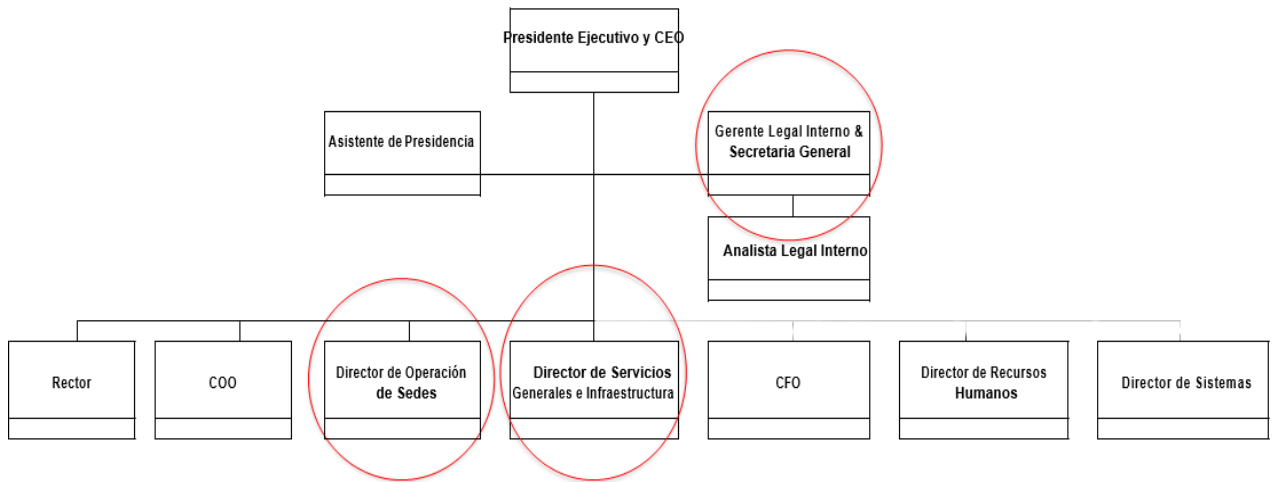 Presidente Ejecutivo y CEO
Asistente de Presidencia
Gerente Legal Interno &
Secretaria General
Analista Legal Interno
Rector
COO
Director de Operación
de Sedes
Director de Servicios
Generales e Infraestructura
CFO
Director de Recursos
Humanos
Director de Sistemas